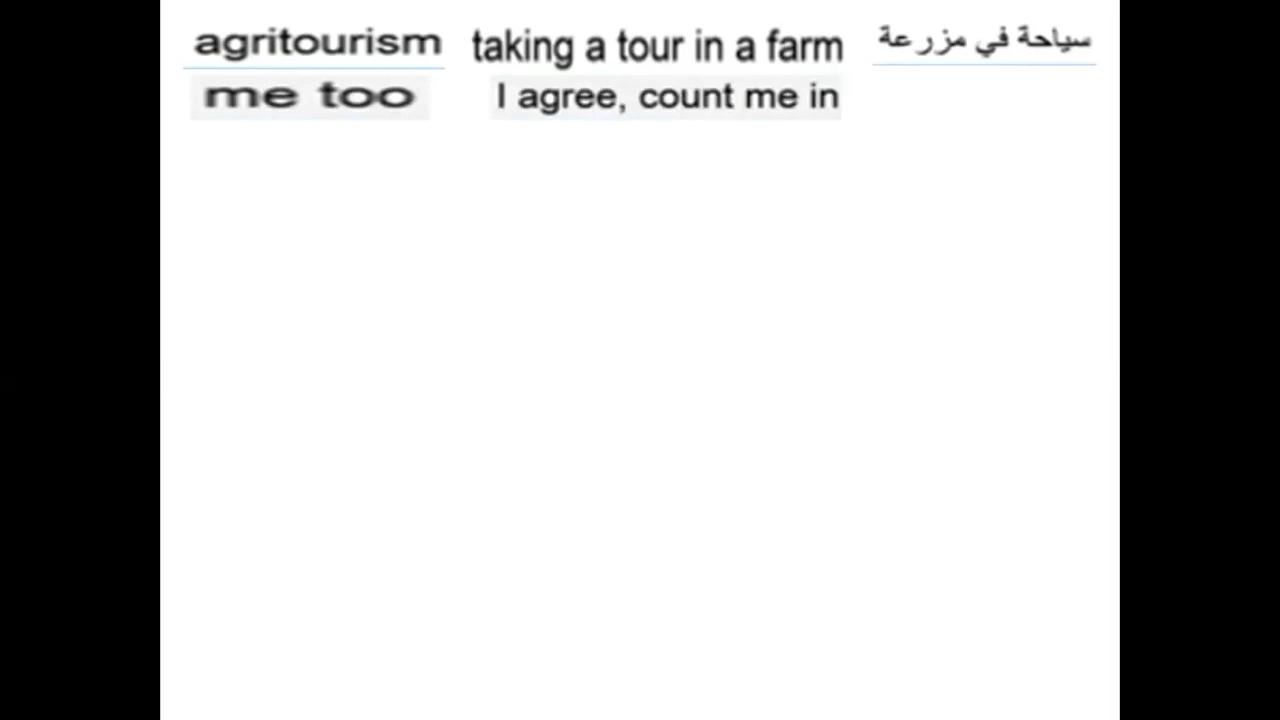 agritourism taking a tour in a farm سياحة في مزرعة
me too I agree, count me in